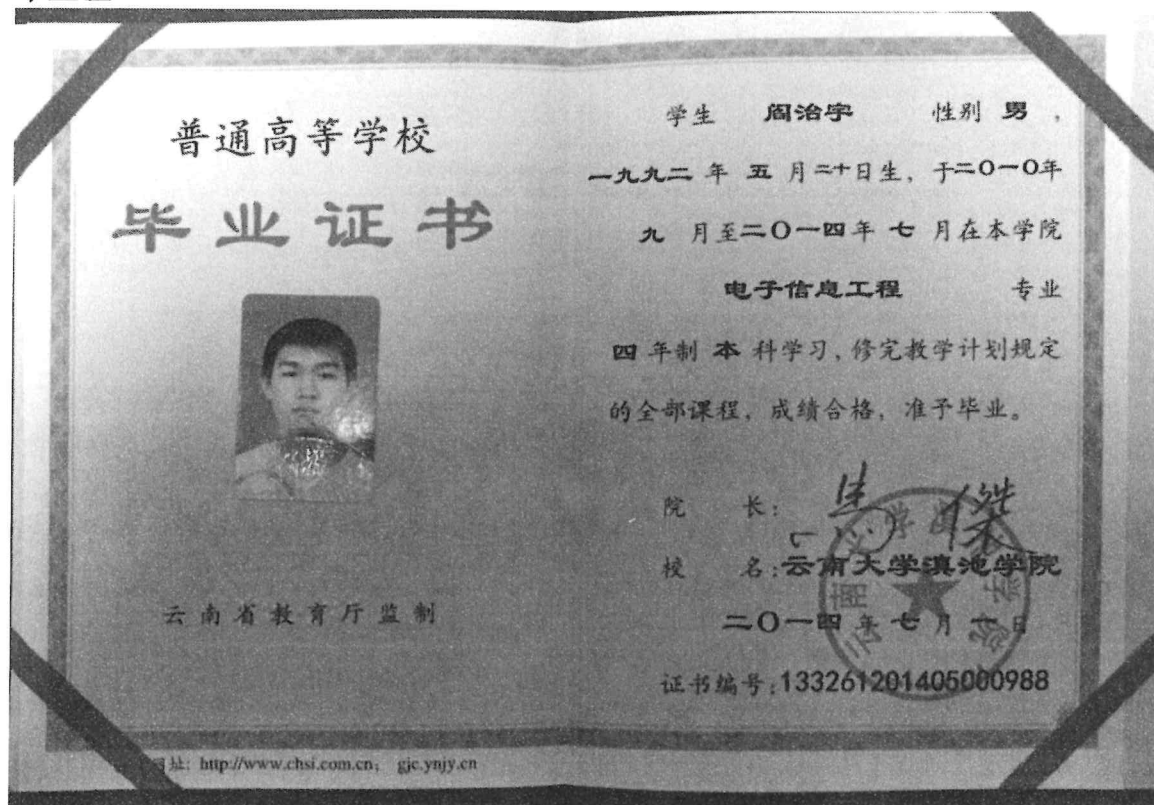 普通高等学校
毕业证书
云南省教育厅监制
网址: http://www.chsi.com.cn; gjc.ynjy.cn
学生 阎治宇 性别 男,
一九九二 年 五 月二十日生, 于二〇一〇年
九 月至二〇一四年 七 月在本学院
电子信息工程 专业
四 年制 本 科学习, 修完教学计划规定
的全部课程, 成绩合格, 准予毕业。
院 长:
校 名:云南大学滇池学院
二〇一四 年 七 月 一 日
证书编号:133261201405000988